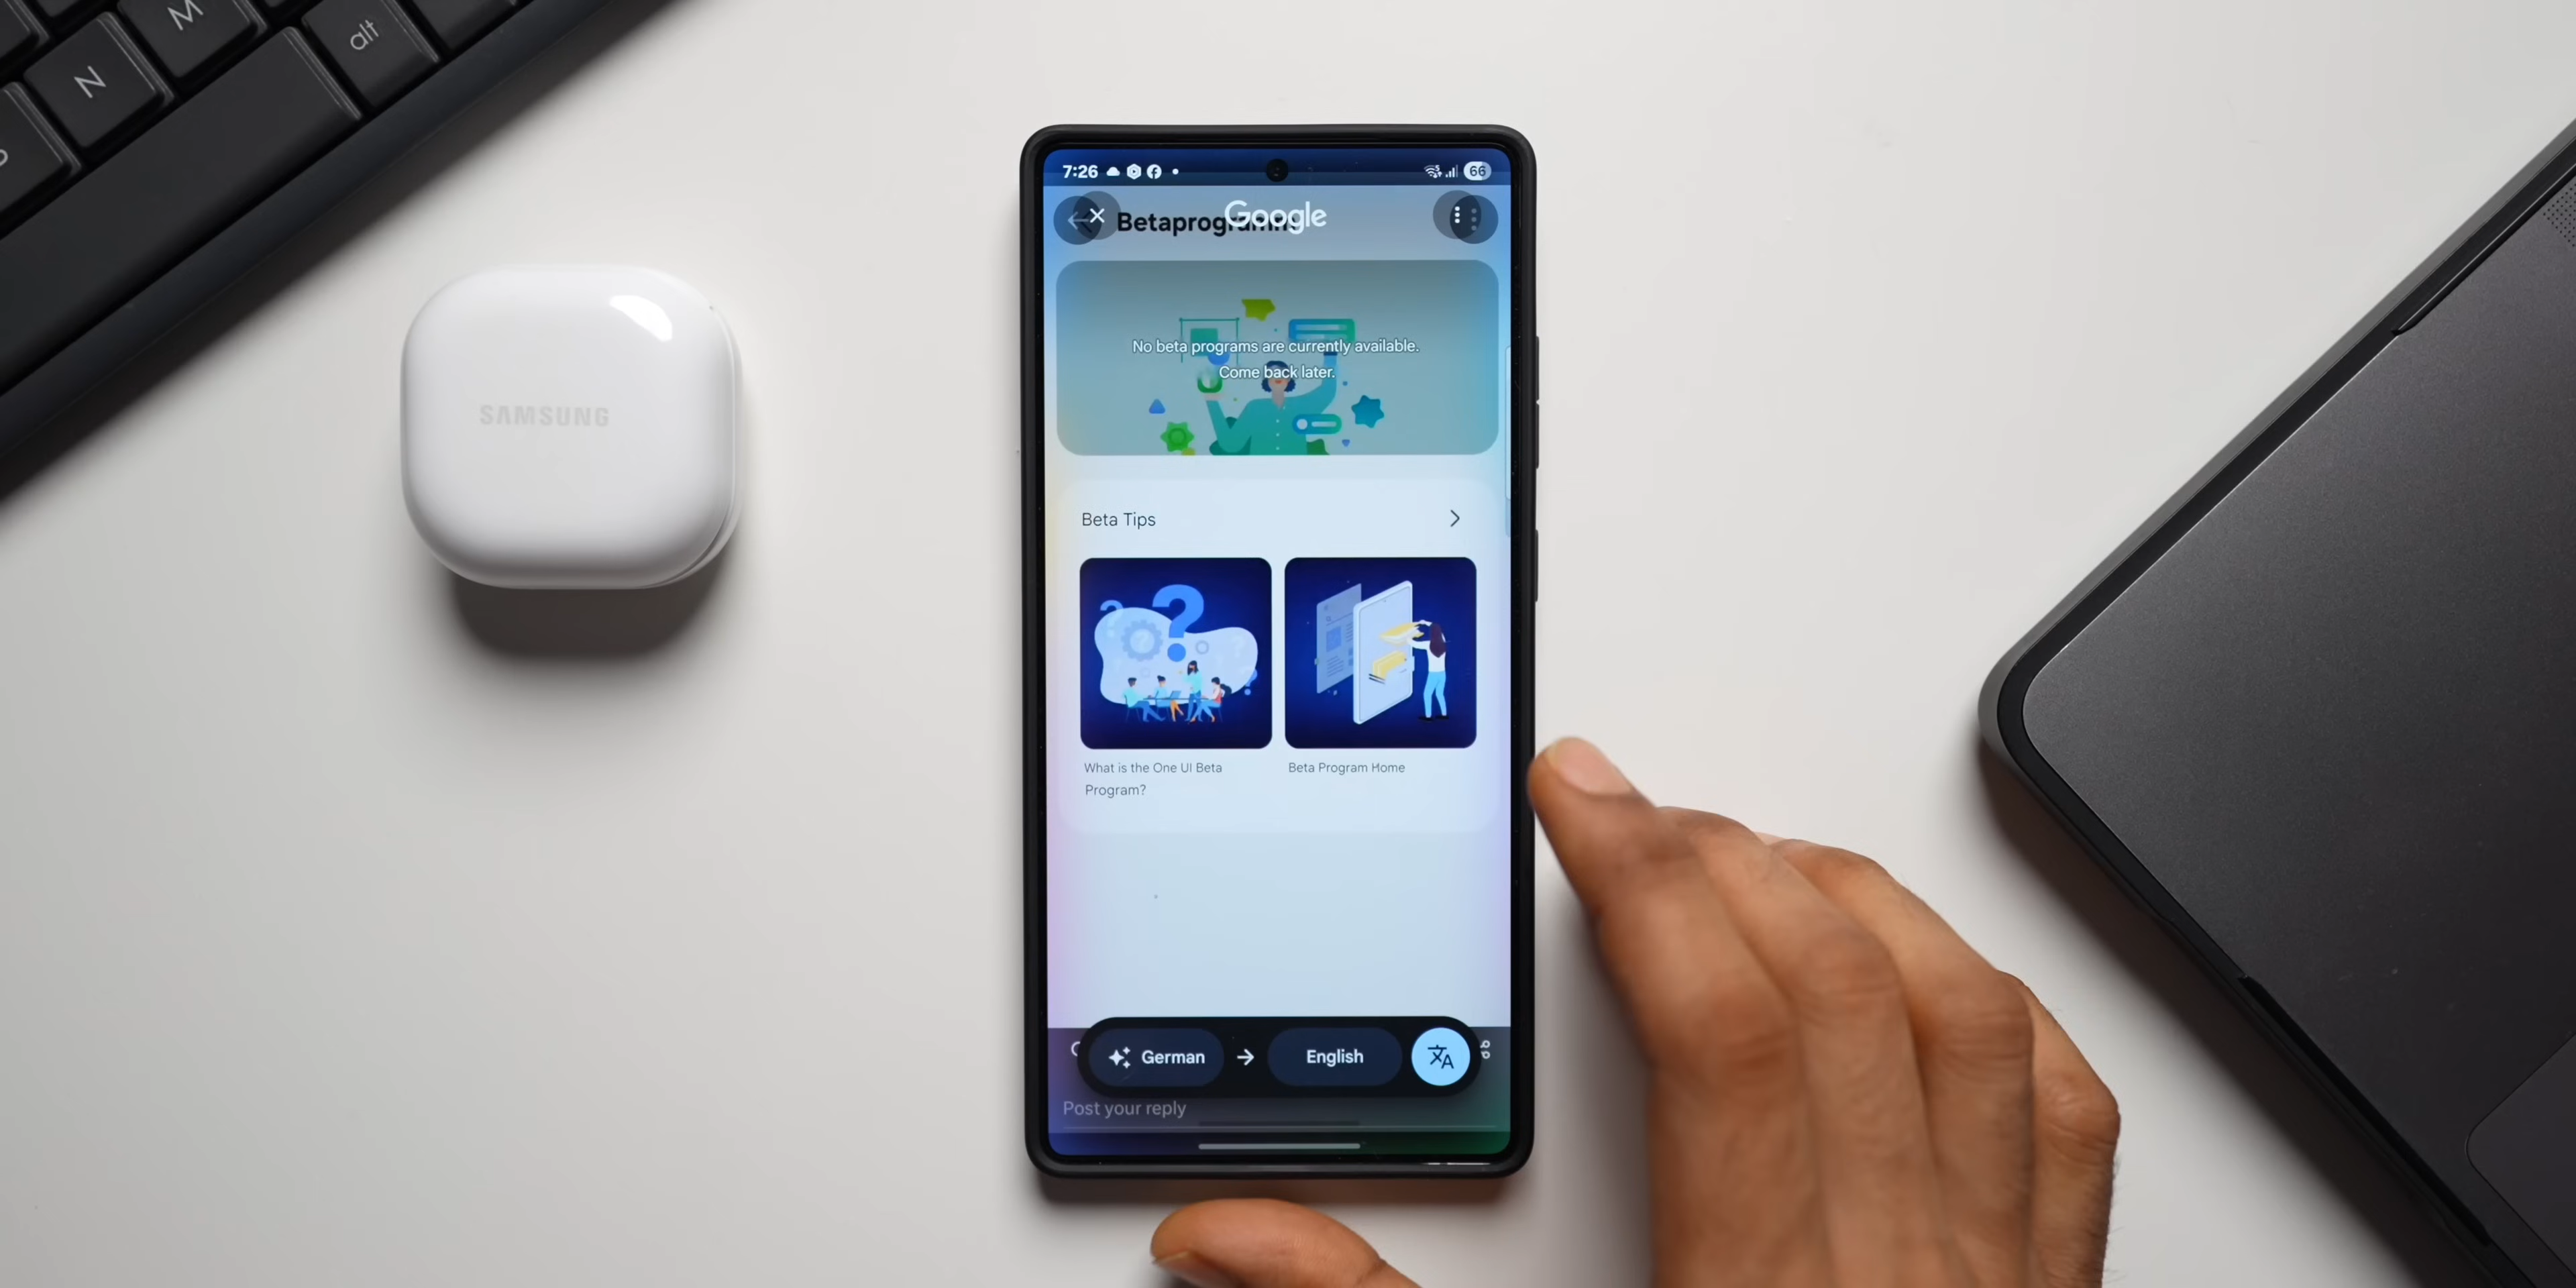 N
M
alt
SAMSUNG
7:26
66
Google
Betaprogramm
No beta programs are currently available.
Come back later.
Beta Tips
What is the One UI Beta
Program?
Beta Program Home
German
English
Post your reply